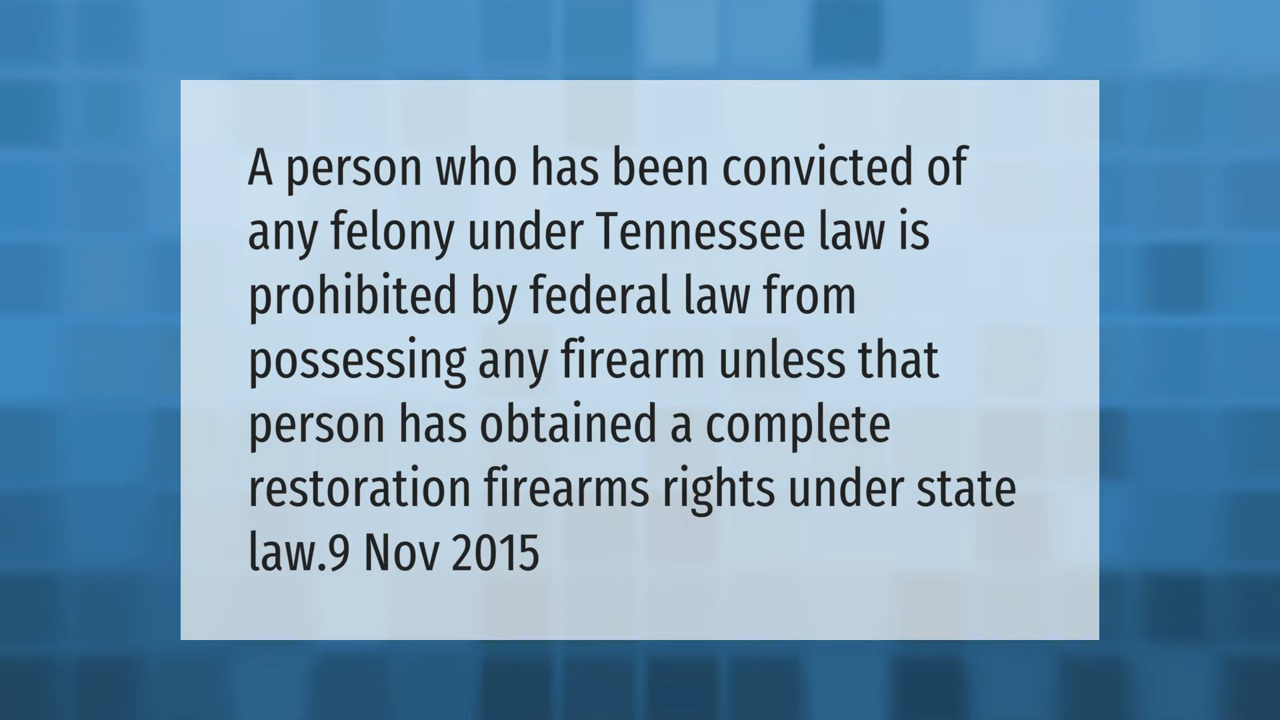 A person who has been convicted of
any felony under Tennessee law is
prohibited by federal law from
possessing any firearm unless that
person has obtained a complete
restoration firearms rights under state
law.9 Nov 2015